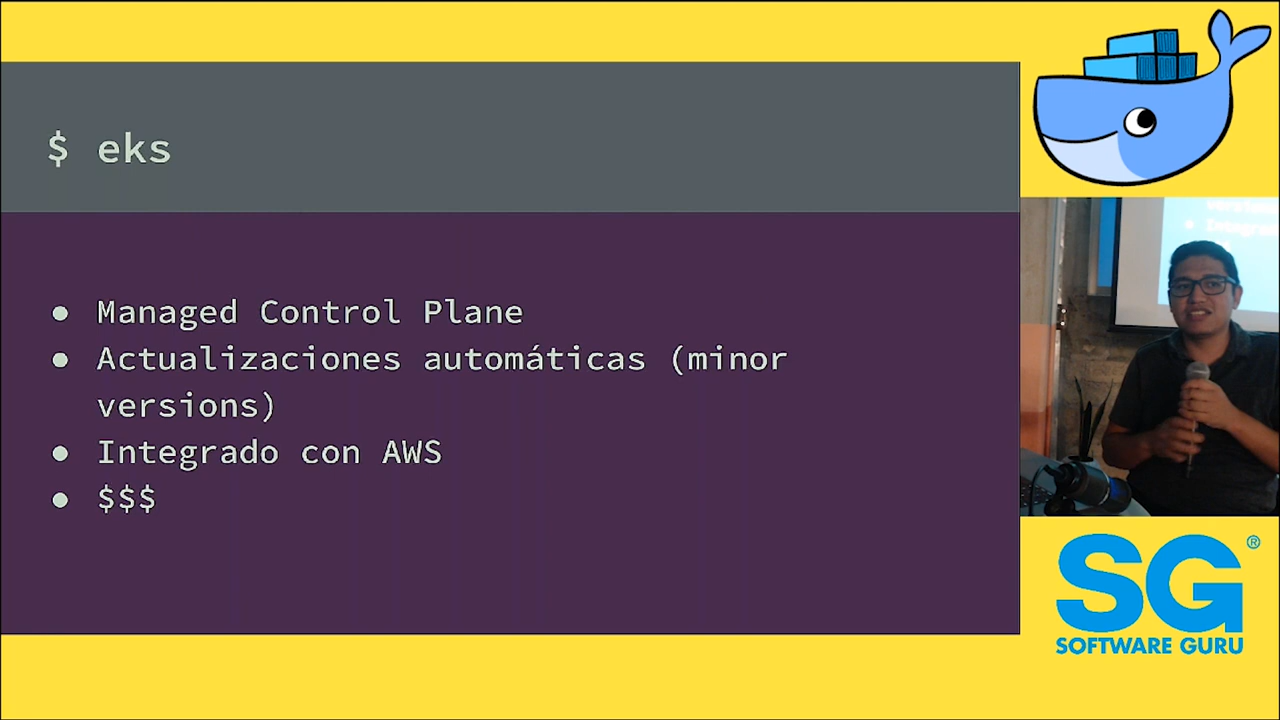 $ eks
● Managed Control Plane
● Actualizaciones automáticas (minor
versions)
● Integrado con AWS
● $$$
SG®
SOFTWARE GURU